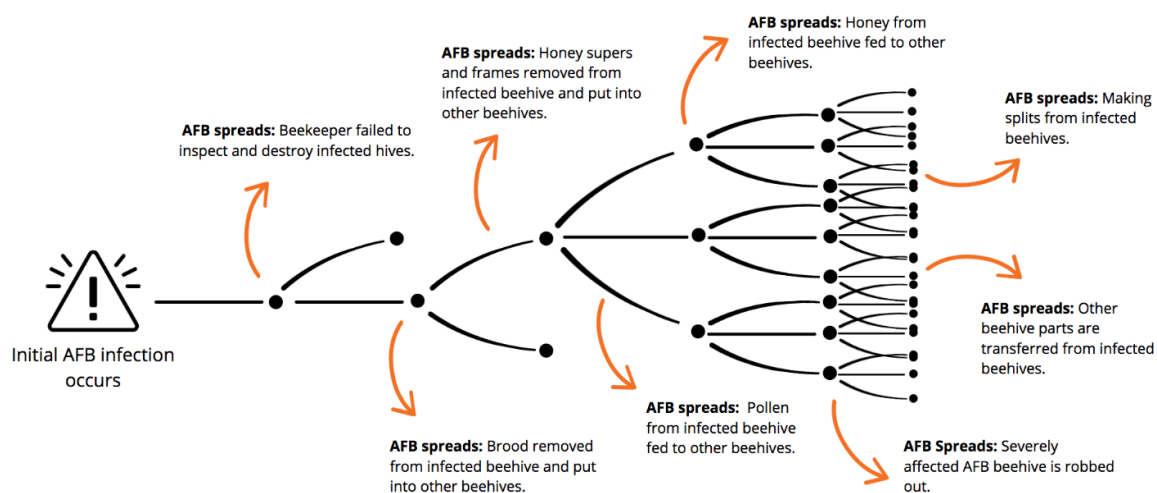 AFB spreads: Honey from
infected beehive fed to other
beehives.
AFB spreads: Honey supers
and frames removed from
infected beehive and put into
other beehives.
AFB spreads: Making
splits from infected
beehives.
AFB spreads: Beekeeper failed to
inspect and destroy infected hives.
Initial AFB infection
occurs
AFB spreads: Other
beehive parts are
transferred from infected
beehives.
AFB spreads: Pollen
from infected beehive
fed to other beehives.
AFB spreads: Brood removed
from infected beehive and put
into other beehives.
AFB Spreads: Severely
affected AFB beehive is robbed
out.